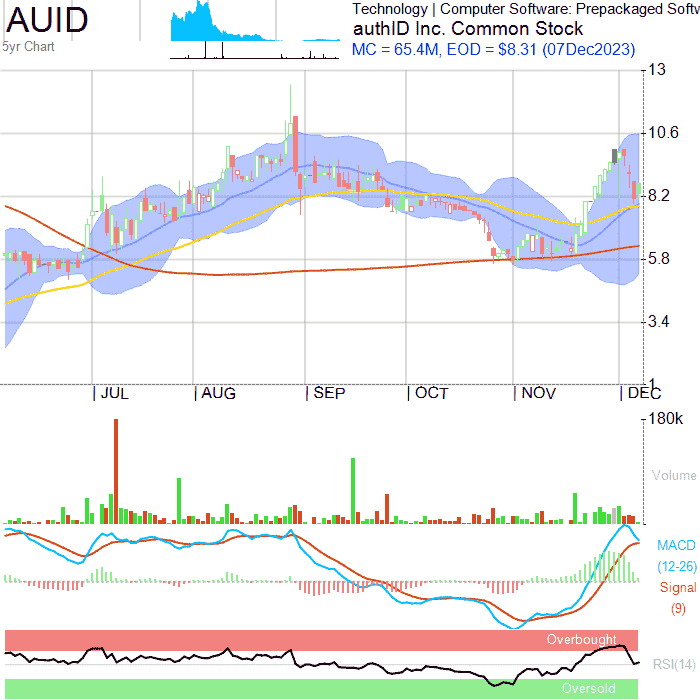 AUID
5yr Chart
Technology | Computer Software: Prepackaged Softw
authID Inc. Common Stock
MC = 65.4M, EOD = $8.31 (07Dec2023)
13
10.6
8.2
5.8
3.4
1
JUL AUG SEP OCT NOV DEC
180k
Volume
MACD
(12-26)
Signal
(9)
Overbought
RSI(14)
Oversold